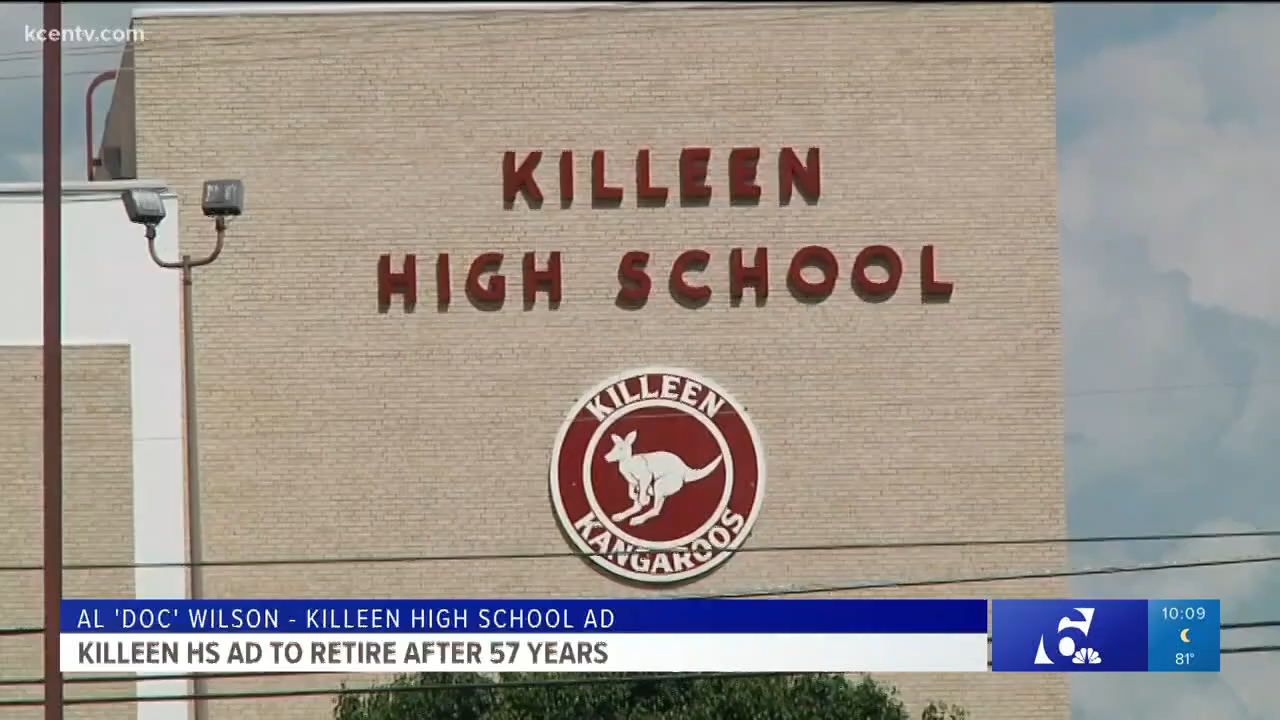 kcentv.com
KILLEEN
HIGH SCHOOL
KILLEEN
KANGAROOS
AL 'DOC' WILSON - KILLEEN HIGH SCHOOL AD
KILLEEN HS AD TO RETIRE AFTER 57 YEARS
6
10:09
81°